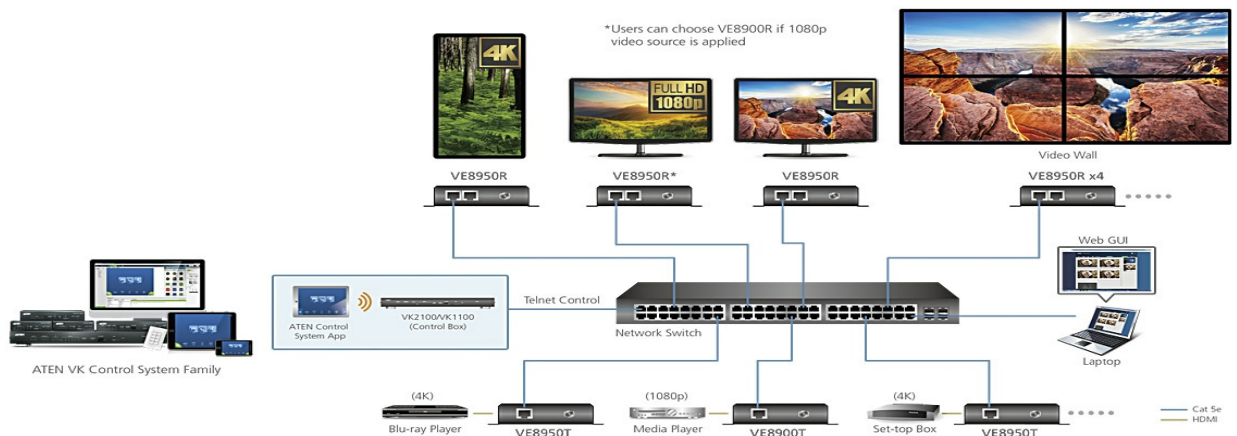 *Users can choose VE8900R if 1080p
video source is applied
4K
FULL HD
1080p
4K
Video Wall
VE8950R
VE8950R*
VE8950R
VE8950R x4
Web GUI
Telnet Control
ATEN Control
System App
VK2100/VK1100
(Control Box)
Network Switch
Laptop
ATEN VK Control System Family
(4K)
Blu-ray Player
VE8950T
(1080p)
Media Player
VE8900T
(4K)
Set-top Box
VE8950T
Cat 5e
HDMI